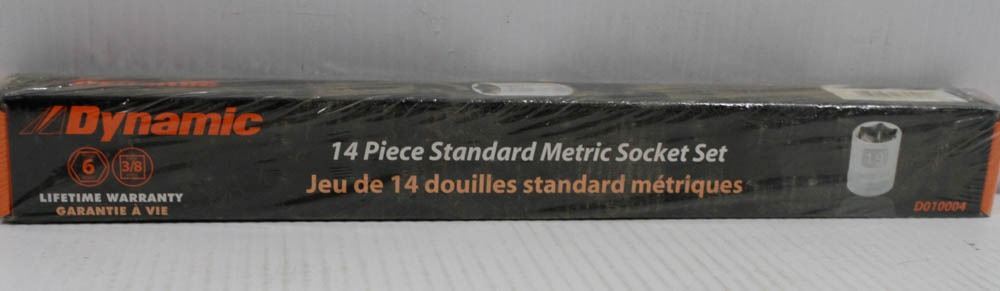 Dynamic
14 Piece Standard Metric Socket Set
Jeu de 14 douilles standard métriques
6
3/8
LIFETIME WARRANTY
GARANTIE À VIE
19
D010004